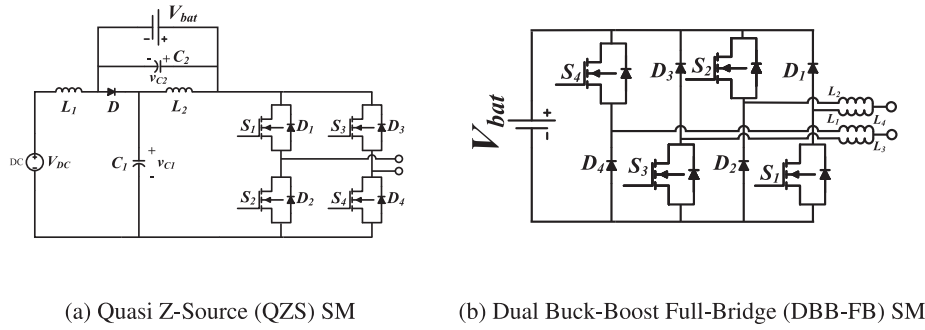 V_bat
- + C_2
v_C2
L_1 D L_2
S_1 D_1 S_3 D_3
DC V_DC
C_1 + v_C1 -
S_2 D_2 S_4 D_4
(a) Quasi Z-Source (QZS) SM
S_4 D_3 S_2 D_1
V_bat + -
L_2
L_1 L_4
L_3
D_4 S_3 D_2 S_1
(b) Dual Buck-Boost Full-Bridge (DBB-FB) SM